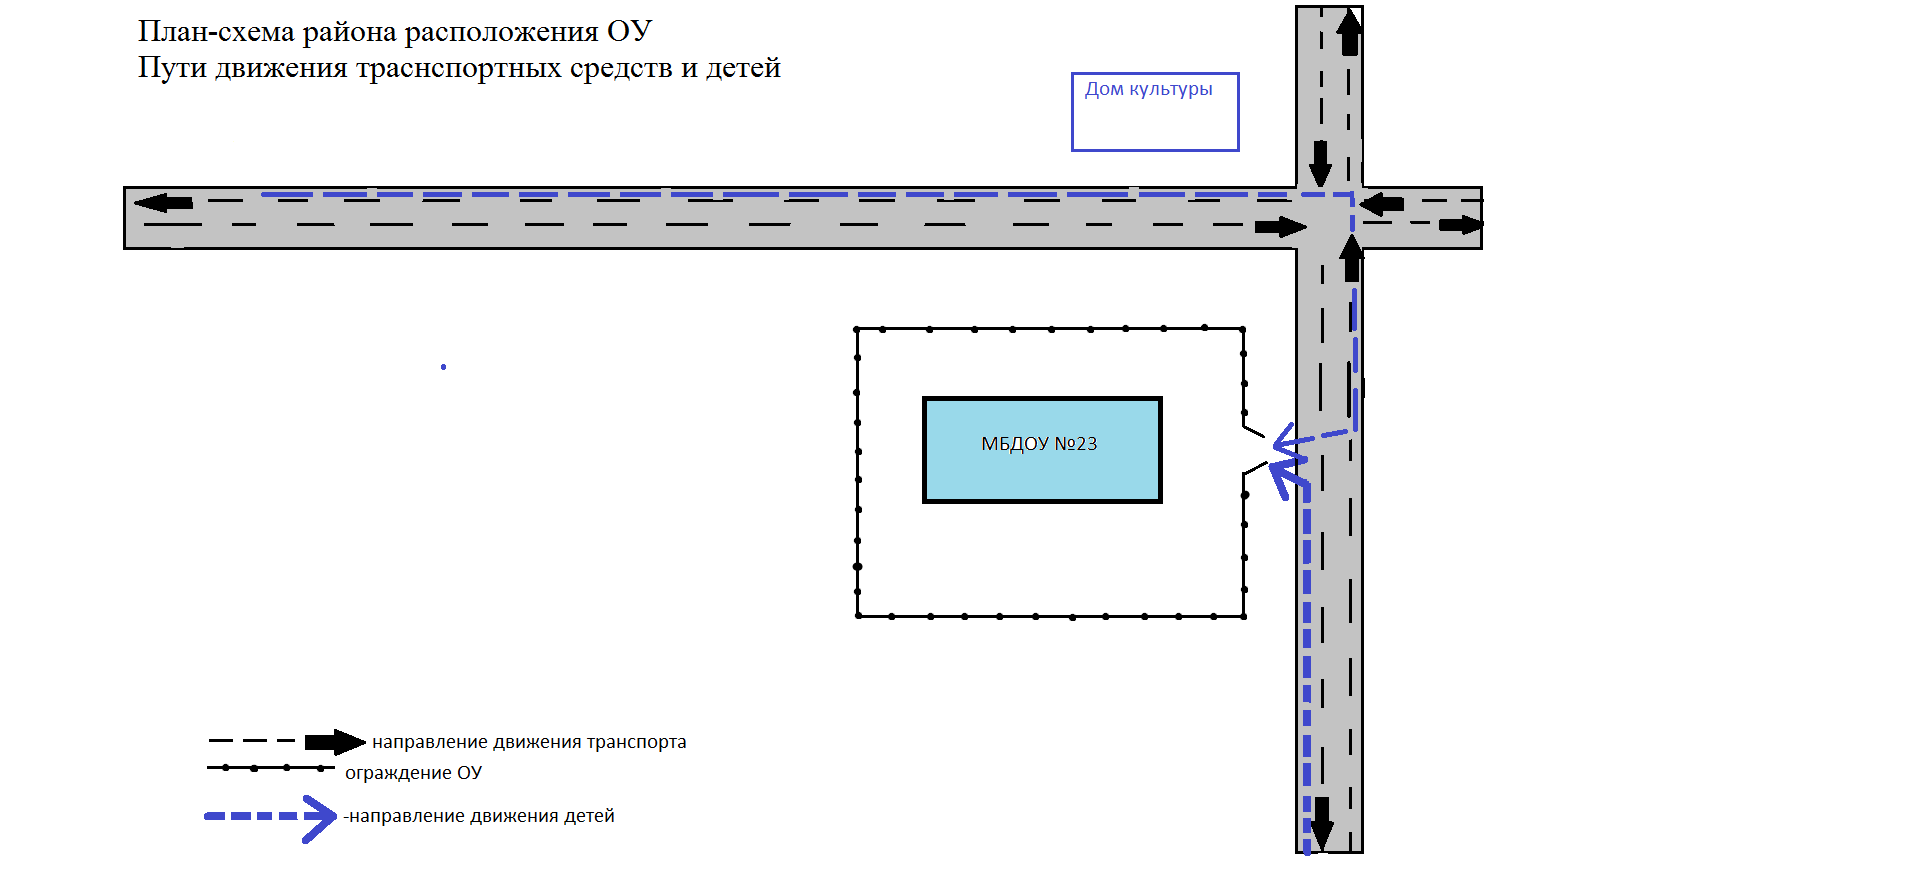 План-схема района расположения ОУ
Пути движения траснспортных средств и детей
Дом культуры
МБДОУ №23
направление движения транспорта
ограждение ОУ
-направление движения детей